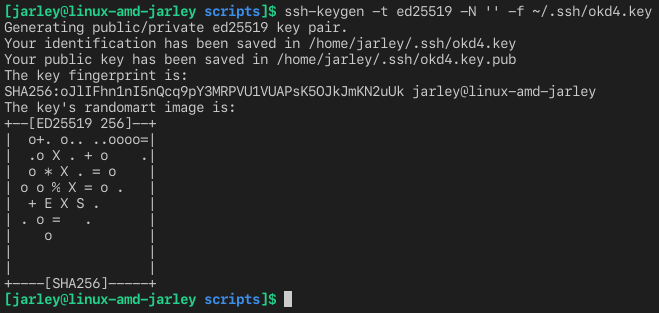 [jarley@linux-amd-jarley scripts]$ ssh-keygen -t ed25519 -N '' -f ~/.ssh/okd4.key
Generating public/private ed25519 key pair.
Your identification has been saved in /home/jarley/.ssh/okd4.key
Your public key has been saved in /home/jarley/.ssh/okd4.key.pub
The key fingerprint is:
SHA256:oJlIFhn1nI5nQcq9pY3MRPVU1VUAPsK5OJkJmKN2uUk jarley@linux-amd-jarley
The key's randomart image is:
+--[ED25519 256]--+
|  o+. o.. ..oooo=|
|  .o X . + o    .|
|  o * X . = o    |
| o o % X = o .   |
|  + E X S .      |
| . o =   .       |
|    o            |
|                 |
|                 |
+----[SHA256]-----+
[jarley@linux-amd-jarley scripts]$